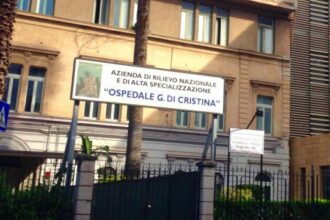 AZIENDA DI RILIEVO NAZIONALE
E DI ALTA SPECIALIZZAZIONE
"OSPEDALE G. DI CRISTINA"